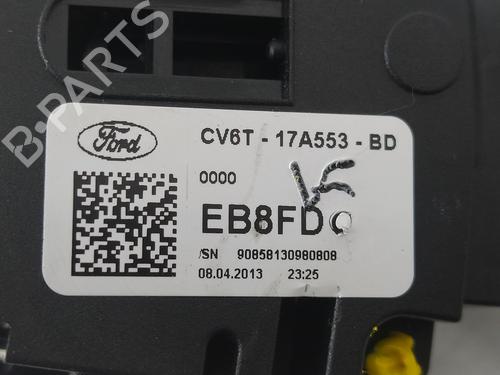 B-PARTS
Ford
CV6T - 17A553 - BD
0000
EB8FD
/SN 90858130980808
08.04.2013 23:25